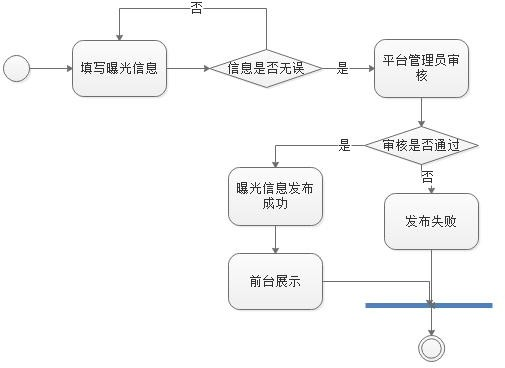 否
填写曝光信息
信息是否无误
是
平台管理员审
核
是
审核是否通过
否
曝光信息发布
成功
发布失败
前台展示